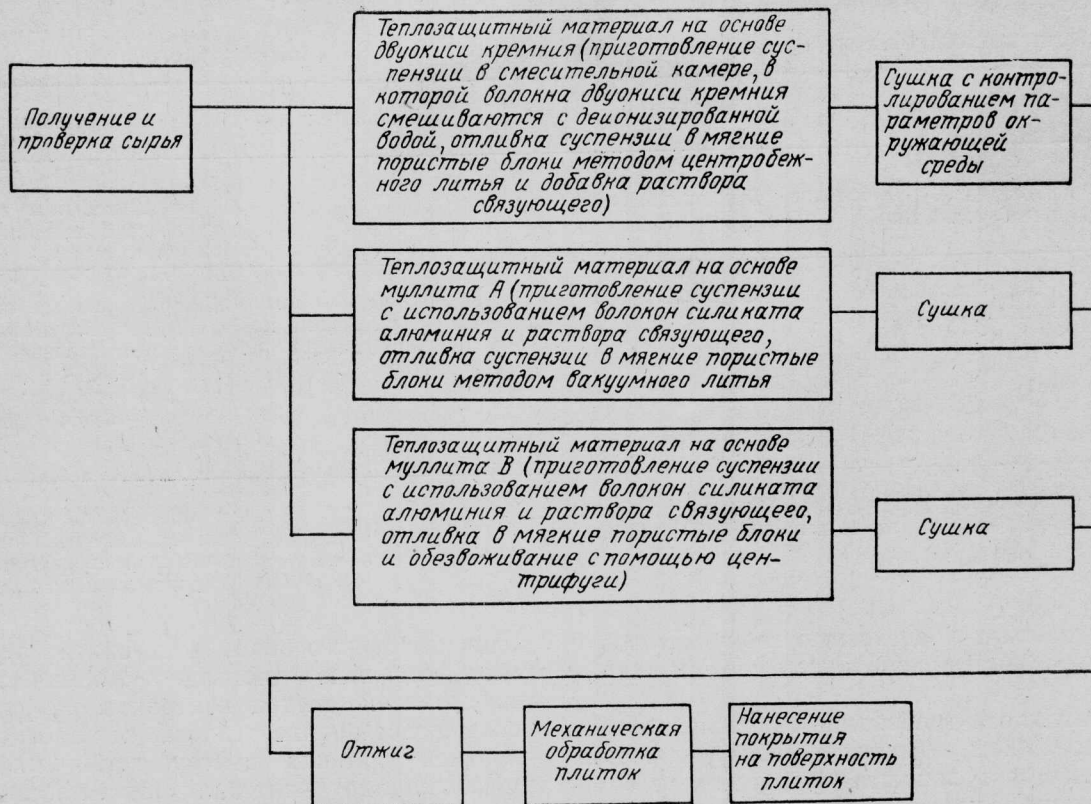 Получение и
проверка сырья
Теплозащитный материал на основе
двуокиси кремния (приготовление сус-
пензии в смесительной камере, в
которой волокна двуокиси кремния
смешиваются с деионизированной
водой, отливка суспензии в мягкие
пористые блоки методом центробеж-
ного литья и добавка раствора
связующего)
Сушка с контро-
лированием па-
раметров ок-
ружающей
среды
Теплозащитный материал на основе
муллита А (приготовление суспензии
с использованием волокон силиката
алюминия и раствора связующего,
отливка суспензии в мягкие пористые
блоки методом вакуумного литья
Сушка
Теплозащитный материал на основе
муллита В (приготовление суспензии
с использованием волокон силиката
алюминия и раствора связующего,
отливка в мягкие пористые блоки
и обезвоживание с помощью цен-
трифуги)
Сушка
Отжиг
Механическая
обработка
плиток
Нанесение
покрытия
на поверхность
плиток